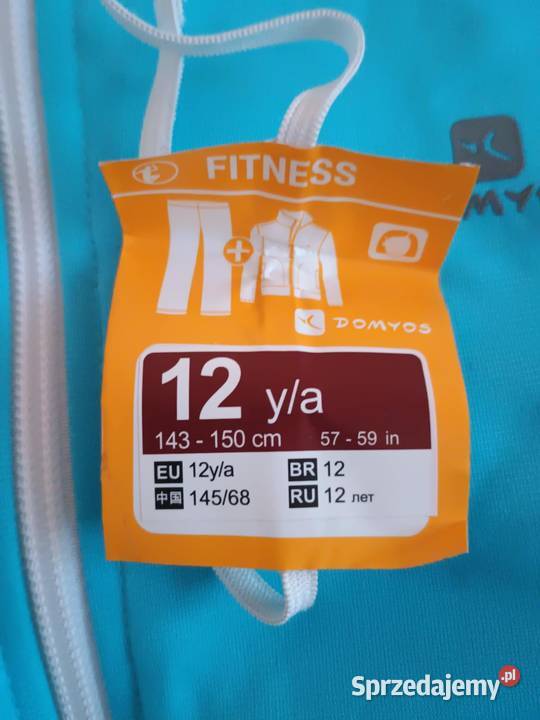 FITNESS
DOMYOS
12 y/a
143 - 150 cm 57 - 59 in
EU 12y/a BR 12
中国 145/68 RU 12 лет
Sprzedajemy.pl